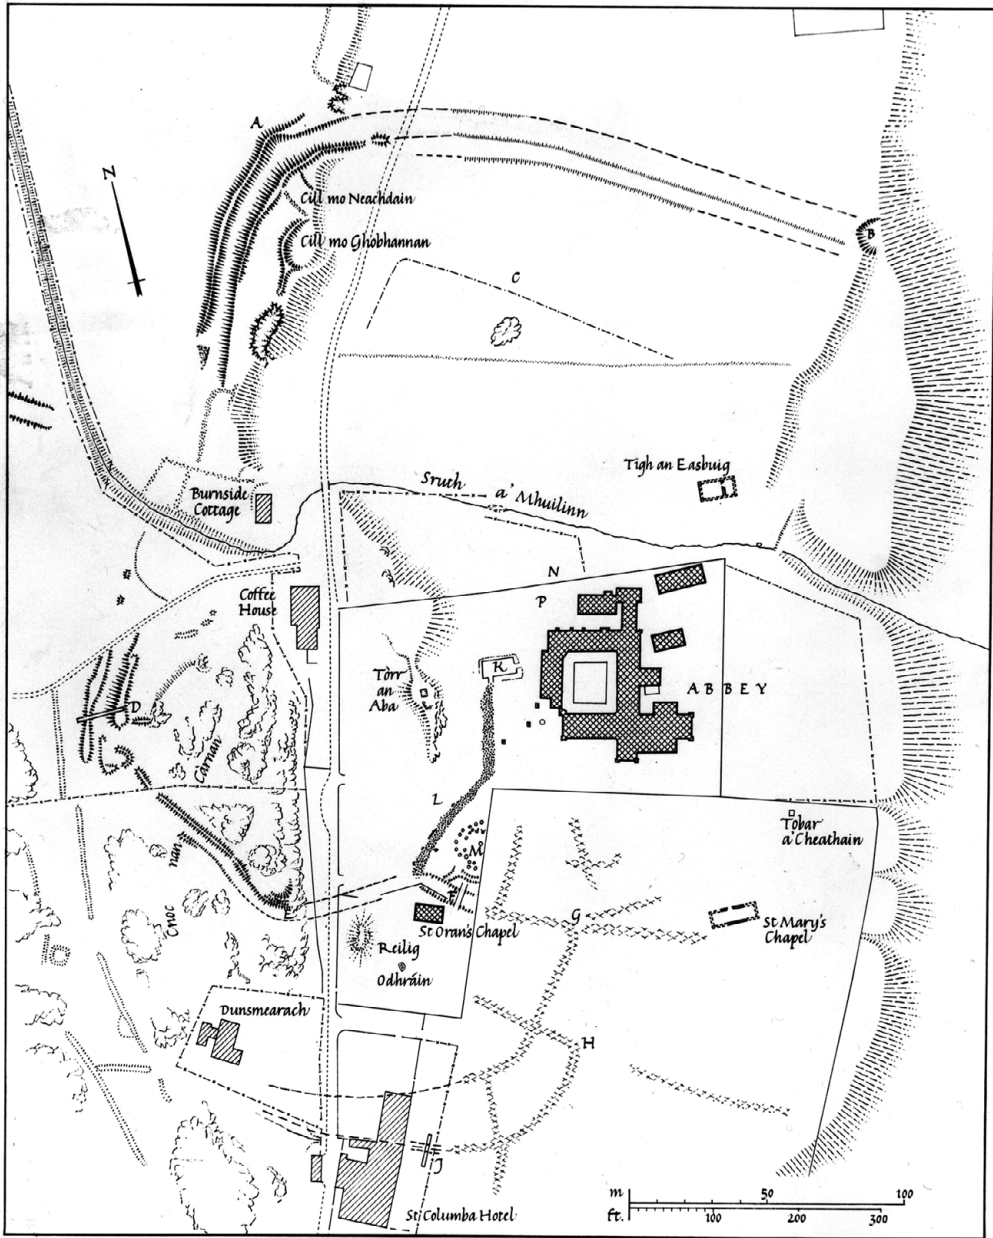 A
N
Cill mo Neachdain
B
Cill mo Ghobhannan
C
Tigh an Easbuig
Sruth a' Mhuilinn
Burnside
Cottage
N
Coffee
House
P
K
Tòrr
an
Aba
ABBEY
D
Càrnan
L
Tobar
a' Cheathain
M
nan
G
St Mary's
Chapel
Cnoc
St Oran's Chapel
Reilig
Odhráin
Dunsmearach
H
J
m
50
100
St Columba Hotel
ft.
100
200
300